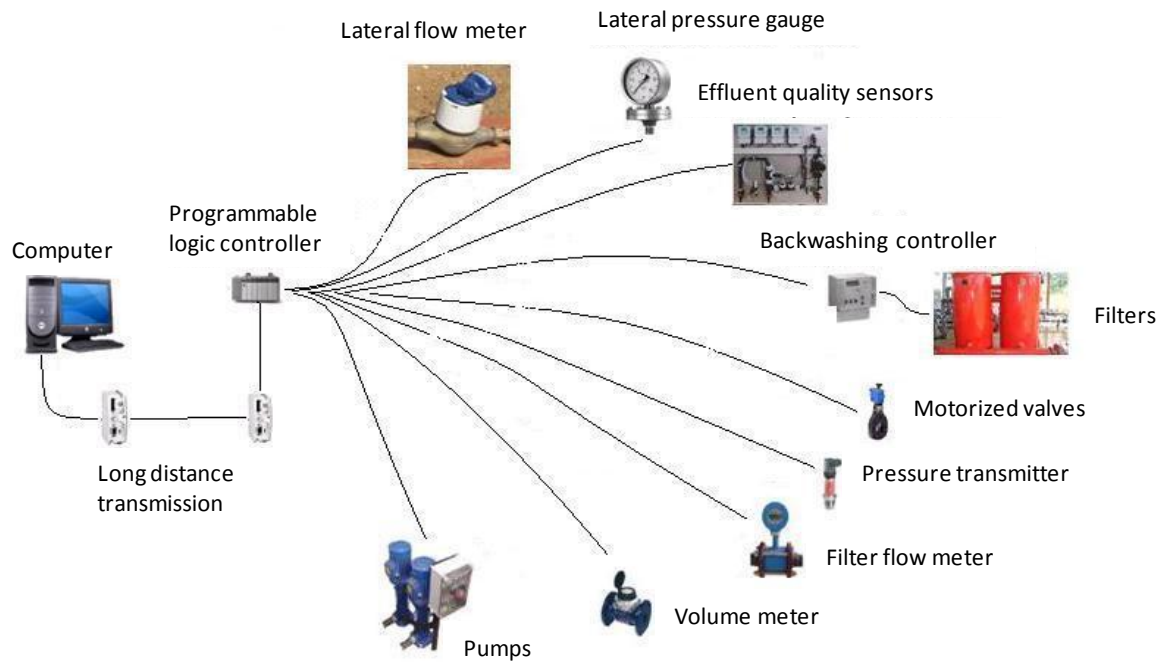 Lateral flow meter
Lateral pressure gauge
Effluent quality sensors
Programmable
logic controller
Computer
Backwashing controller
Filters
Motorized valves
Long distance
transmission
Pressure transmitter
Filter flow meter
Volume meter
Pumps